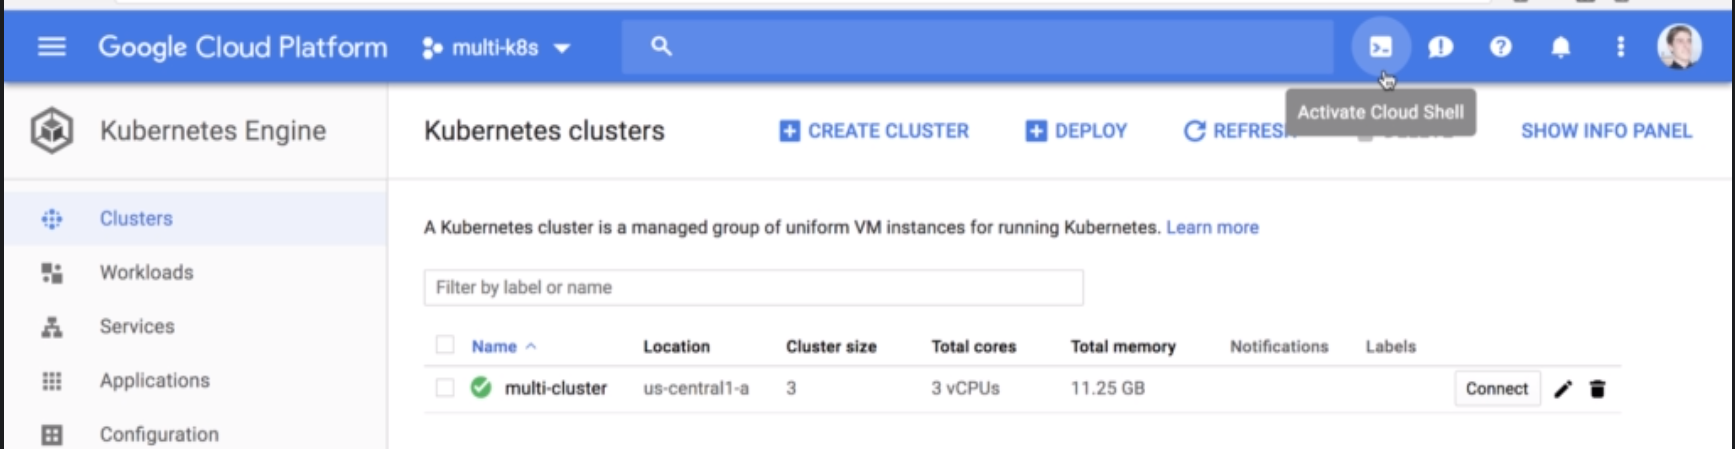 Google Cloud Platform multi-k8s
Activate Cloud Shell
Kubernetes Engine
Kubernetes clusters CREATE CLUSTER DEPLOY REFRESH SHOW INFO PANEL
Clusters
Workloads
Services
Applications
Configuration
A Kubernetes cluster is a managed group of uniform VM instances for running Kubernetes. Learn more
Filter by label or name
Name Location Cluster size Total cores Total memory Notifications Labels
multi-cluster us-central1-a 3 3 vCPUs 11.25 GB Connect